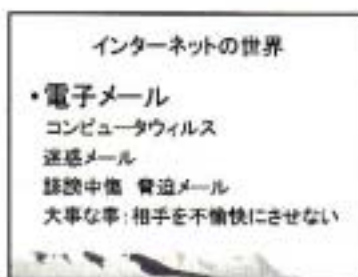 インターネットの世界
・電子メール
コンピュータウィルス
迷惑メール
誹謗中傷 脅迫メール
大事な事:相手を不愉快にさせない